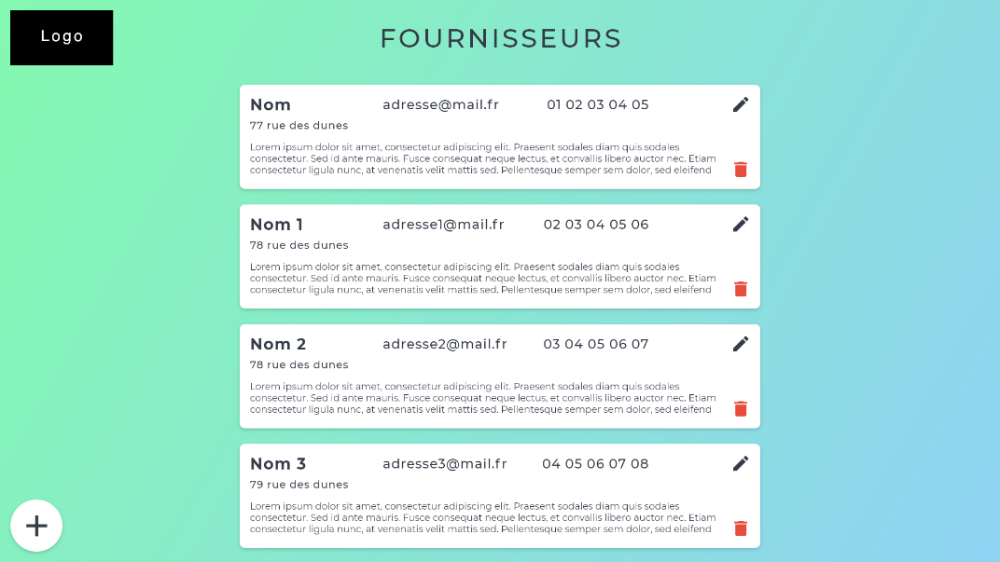 Logo
FOURNISSEURS
Nom adresse@mail.fr 01 02 03 04 05
77 rue des dunes
Lorem ipsum dolor sit amet, consectetur adipiscing elit. Praesent sodales diam quis sodales
consectetur. Sed id ante mauris. Fusce consequat neque lectus, et convallis libero auctor nec. Etiam
consectetur ligula nunc, at venenatis velit mattis sed. Pellentesque semper sem dolor, sed eleifend
Nom 1 adresse1@mail.fr 02 03 04 05 06
78 rue des dunes
Lorem ipsum dolor sit amet, consectetur adipiscing elit. Praesent sodales diam quis sodales
consectetur. Sed id ante mauris. Fusce consequat neque lectus, et convallis libero auctor nec. Etiam
consectetur ligula nunc, at venenatis velit mattis sed. Pellentesque semper sem dolor, sed eleifend
Nom 2 adresse2@mail.fr 03 04 05 06 07
78 rue des dunes
Lorem ipsum dolor sit amet, consectetur adipiscing elit. Praesent sodales diam quis sodales
consectetur. Sed id ante mauris. Fusce consequat neque lectus, et convallis libero auctor nec. Etiam
consectetur ligula nunc, at venenatis velit mattis sed. Pellentesque semper sem dolor, sed eleifend
Nom 3 adresse3@mail.fr 04 05 06 07 08
79 rue des dunes
Lorem ipsum dolor sit amet, consectetur adipiscing elit. Praesent sodales diam quis sodales
consectetur. Sed id ante mauris. Fusce consequat neque lectus, et convallis libero auctor nec. Etiam
consectetur ligula nunc, at venenatis velit mattis sed. Pellentesque semper sem dolor, sed eleifend